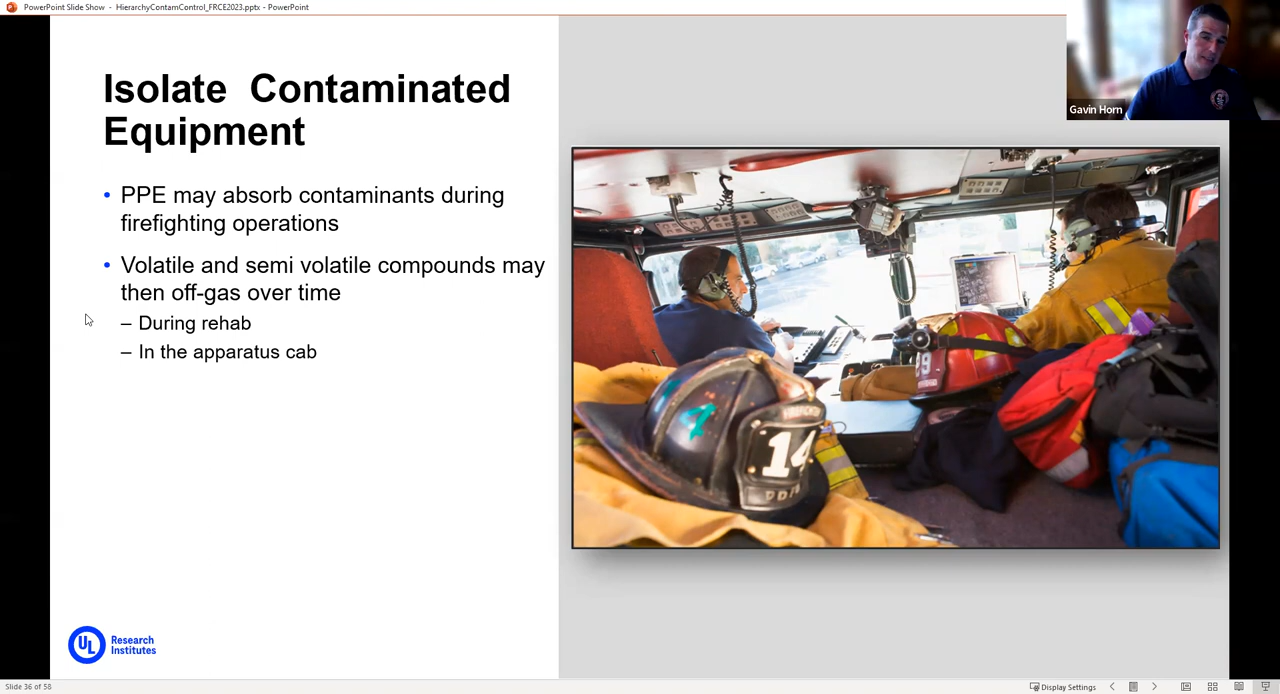 PowerPoint Slide Show - HierarchyContamControl_FRCE2023.pptx - PowerPoint
Gavin Horn
Isolate Contaminated
Equipment
• PPE may absorb contaminants during
firefighting operations
• Volatile and semi volatile compounds may
then off-gas over time
– During rehab
– In the apparatus cab
14
UL Research
Institutes
Slide 36 of 58
Display Settings